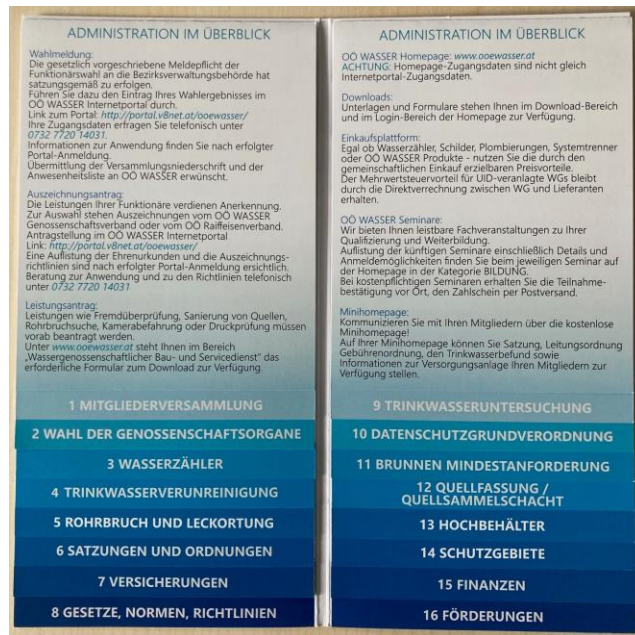 ADMINISTRATION IM ÜBERBLICK
Wahlmeldung:
Die gesetzlich vorgeschriebene Meldepflicht der
Funktionärswahl an die Bezirksverwaltungsbehörde hat
satzungsgemäß zu erfolgen.
Führen Sie dazu den Eintrag Ihres Wahlergebnisses im
OÖ WASSER Internetportal durch.
Link zum Portal: http://portal.v8net.at/ooewasser/
Ihre Zugangsdaten erfragen Sie telefonisch unter
0732 7720 14031.
Informationen zur Anwendung finden Sie nach erfolgter
Portal-Anmeldung.
Übermittlung der Versammlungsniederschrift und der
Anwesenheitsliste an OÖ WASSER erwünscht.
Auszeichnungsantrag:
Die Leistungen Ihrer Funktionäre verdienen Anerkennung.
Zur Auswahl stehen Auszeichnungen vom OÖ WASSER
Genossenschaftsverband oder vom OÖ Raiffeisenverband.
Antragstellung im OÖ WASSER Internetportal
Link: http://portal.v8net.at/ooewasser/
Eine Auflistung der Ehrenurkunden und die Auszeichnungs-
richtlinien sind nach erfolgter Portal-Anmeldung ersichtlich.
Beratung zur Anwendung und zu den Richtlinien telefonisch
unter 0732 7720 14031
Leistungsantrag:
Leistungen wie Fremdüberprüfung, Sanierung von Quellen,
Rohrbruchsuche, Kamerabefahrung oder Druckprüfung müssen
vorab beantragt werden.
Unter www.ooewasser.at steht Ihnen im Bereich
„Wassergenossenschaftlicher Bau- und Servicedienst" das
erforderliche Formular zum Download zur Verfügung.
1 MITGLIEDERVERSAMMLUNG
2 WAHL DER GENOSSENSCHAFTSORGANE
3 WASSERZÄHLER
4 TRINKWASSERVERUNREINIGUNG
5 ROHRBRUCH UND LECKORTUNG
6 SATZUNGEN UND ORDNUNGEN
7 VERSICHERUNGEN
8 GESETZE, NORMEN, RICHTLINIEN
ADMINISTRATION IM ÜBERBLICK
OÖ WASSER Homepage: www.ooewasser.at
ACHTUNG: Homepage-Zugangsdaten sind nicht gleich
Internetportal-Zugangsdaten.
Downloads:
Unterlagen und Formulare stehen Ihnen im Download-Bereich
und im Login-Bereich der Homepage zur Verfügung.
Einkaufsplattform:
Egal ob Wasserzähler, Schilder, Plombierungen, Systemtrenner
oder OÖ WASSER Produkte - nutzen Sie die durch den
gemeinschaftlichen Einkauf erzielbaren Preisvorteile.
Der Mehrwertsteuervorteil für UID-veranlagte WGs bleibt
durch die Direktverrechnung zwischen WG und Lieferanten
erhalten.
OÖ WASSER Seminare:
Wir bieten Ihnen leistbare Fachveranstaltungen zu Ihrer
Qualifizierung und Weiterbildung.
Auflistung der künftigen Seminare einschließlich Details und
Anmeldemöglichkeiten finden Sie beim jeweiligen Seminar auf
der Homepage in der Kategorie BILDUNG.
Bei kostenpflichtigen Seminaren erhalten Sie die Teilnahme-
bestätigung vor Ort, den Zahlschein per Postversand.
Minihomepage:
Kommunizieren Sie mit Ihren Mitgliedern über die kostenlose
Minihomepage!
Auf Ihrer Minihomepage können Sie Satzung, Leitungsordnung
Gebührenordnung, den Trinkwasserbefund sowie
Informationen zur Versorgungsanlage Ihren Mitgliedern zur
Verfügung stellen.
9 TRINKWASSERUNTERSUCHUNG
10 DATENSCHUTZGRUNDVERORDNUNG
11 BRUNNEN MINDESTANFORDERUNG
12 QUELLFASSUNG /
QUELLSAMMELSCHACHT
13 HOCHBEHÄLTER
14 SCHUTZGEBIETE
15 FINANZEN
16 FÖRDERUNGEN